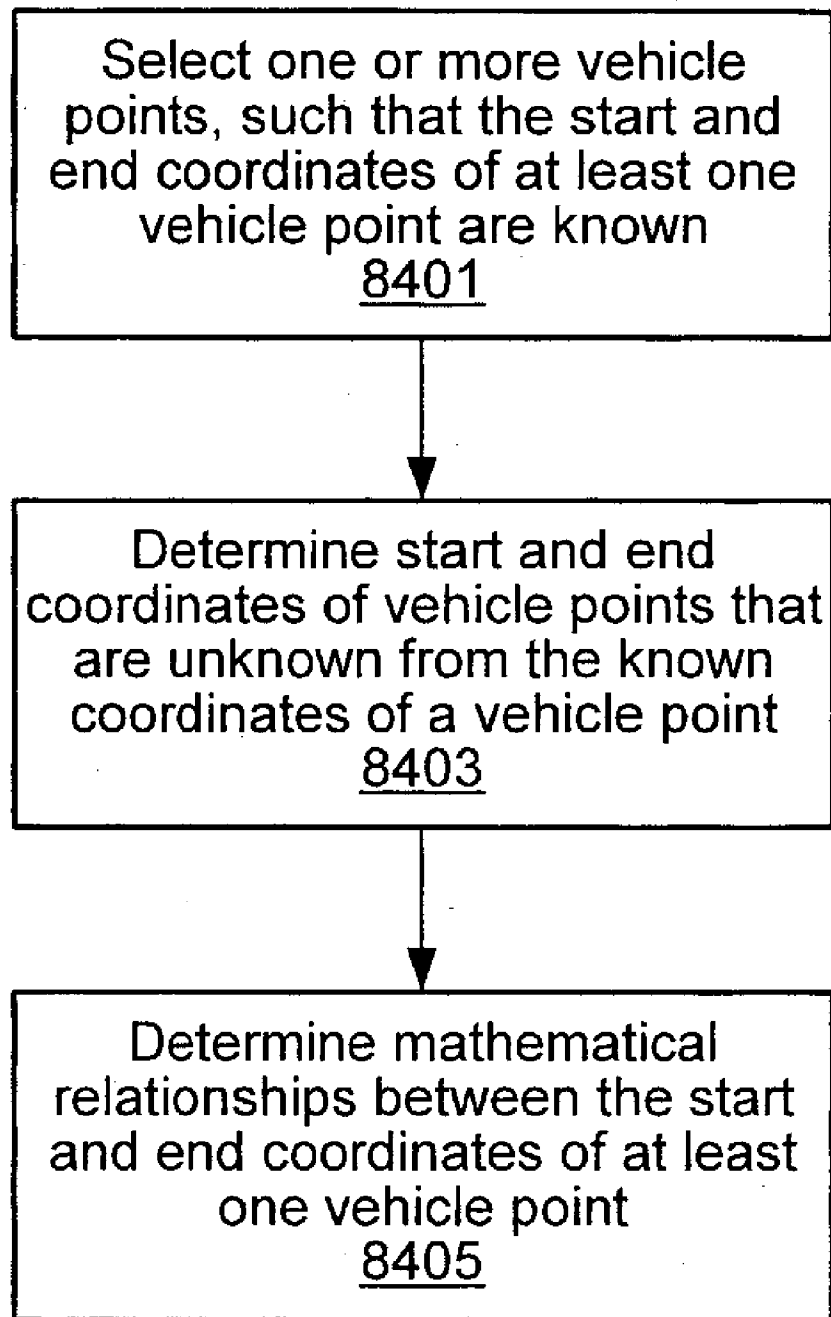 Select one or more vehicle
points, such that the start and
end coordinates of at least one
vehicle point are known
8401
Determine start and end
coordinates of vehicle points that
are unknown from the known
coordinates of a vehicle point
8403
Determine mathematical
relationships between the start
and end coordinates of at least
one vehicle point
8405